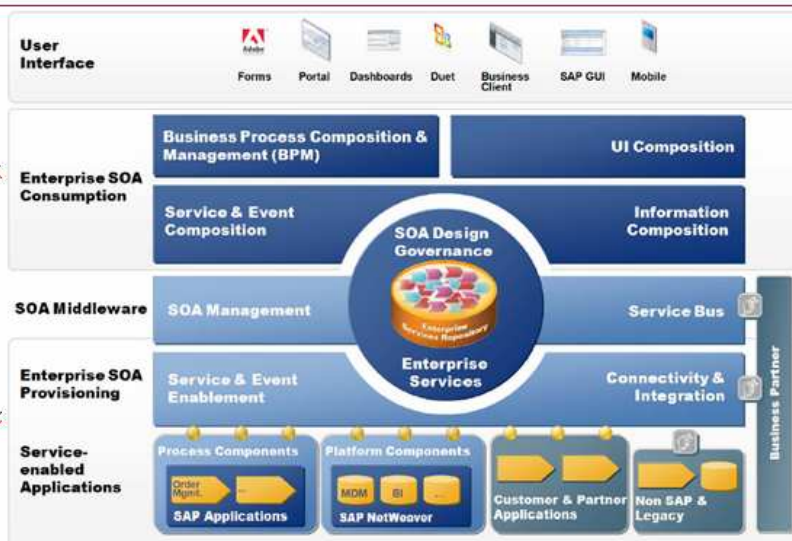 User
Interface
Adobe
Forms
Portal
Dashboards
Duet
Business
Client
SAP GUI
Mobile
Enterprise SOA
Consumption
Business Process Composition &
Management (BPM)
UI Composition
Service & Event
Composition
Information
Composition
SOA Design
Governance
Enterprise
Services Repository
Enterprise
Services
SOA Middleware
SOA Management
Service Bus
Enterprise SOA
Provisioning
Service & Event
Enablement
Connectivity &
Integration
Business Partner
Service-
enabled
Applications
Process Components
Order
Mgmt.
...
SAP Applications
Platform Components
MDM
BI
...
SAP NetWeaver
Customer & Partner
Applications
Non SAP &
Legacy